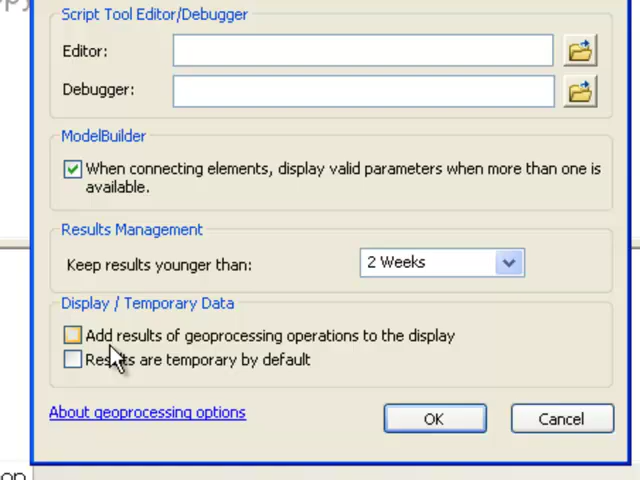 Script Tool Editor/Debugger
Editor:
Debugger:
ModelBuilder
When connecting elements, display valid parameters when more than one is
available.
Results Management
Keep results younger than:
2 Weeks
Display / Temporary Data
Add results of geoprocessing operations to the display
Results are temporary by default
About geoprocessing options
OK
Cancel